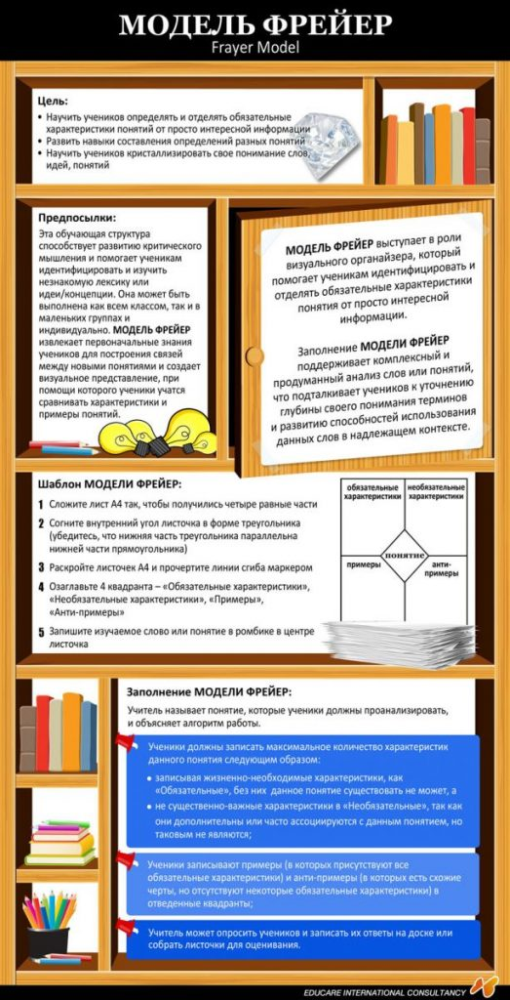 МОДЕЛЬ ФРЕЙЕР
Frayer Model
Цель:
• Научить учеников определять и отделять обязательные
характеристики понятий от просто интересной информации
• Развить навыки составления определений разных понятий
• Научить учеников кристаллизировать свое понимание слов,
идей, понятий
Предпосылки:
Эта обучающая структура
способствует развитию критического
мышления и помогает ученикам
идентифицировать и изучить
незнакомую лексику или
идеи/концепции. Она может быть
выполнена как всем классом, так и в
маленьких группах и
индивидуально. МОДЕЛЬ ФРЕЙЕР
извлекает первоначальные знания
учеников для построения связей
между новыми понятиями и создает
визуальное представление, при
помощи которого ученики учатся
сравнивать характеристики и
примеры понятий.
МОДЕЛЬ ФРЕЙЕР выступает в роли
визуального органайзера, который
помогает ученикам идентифицировать и
отделять обязательные характеристики
понятия от просто интересной
информации.
Заполнение МОДЕЛИ ФРЕЙЕР
поддерживает комплексный и
продуманный анализ слов или понятий,
что подталкивает учеников к уточнению
глубины своего понимания терминов
и развитию способностей использования
данных слов в надлежащем контексте.
Шаблон МОДЕЛИ ФРЕЙЕР:
1 Сложите лист А4 так, чтобы получились четыре равные части
2 Согните внутренний угол листочка в форме треугольника
(убедитесь, что нижняя часть треугольника параллельна
нижней части прямоугольника)
3 Раскройте листочек А4 и прочертите линии сгиба маркером
4 Озаглавьте 4 квадранта – «Обязательные характеристики»,
«Необязательные характеристики», «Примеры»,
«Анти-примеры»
5 Запишите изучаемое слово или понятие в ромбике в центре
листочка
обязательные
характеристики
необязательные
характеристики
понятие
примеры
анти-
примеры
Заполнение МОДЕЛИ ФРЕЙЕР:
Учитель называет понятие, которые ученики должны проанализировать,
и объясняет алгоритм работы.
Ученики должны записать максимальное количество характеристик
данного понятия следующим образом:
• записывая жизненно-необходимые характеристики, как
«Обязательные», без них данное понятие существовать не может, а
• не существенно-важные характеристики в «Необязательные», так как
они дополнительны или часто ассоциируются с данным понятием, но
таковым не являются;
Ученики записывают примеры (в которых присутствуют все
обязательные характеристики) и анти-примеры (в которых есть схожие
черты, но отсутствуют некоторые обязательные характеристики) в
отведенные квадранты;
Учитель может опросить учеников и записать их ответы на доске или
собрать листочки для оценивания.
EDUCARE INTERNATIONAL CONSULTANCY